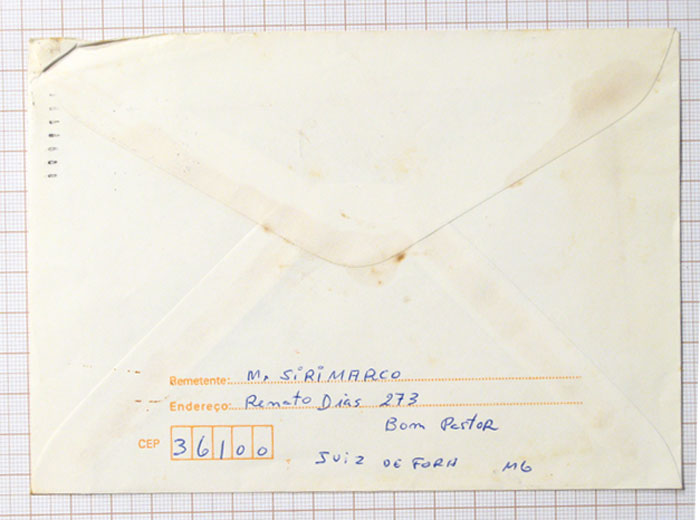 Remetente: M. SIRIMARCO
Endereço: Renato Dias 273
Bom Pastor
CEP 36100 JUIZ DE FORA MG